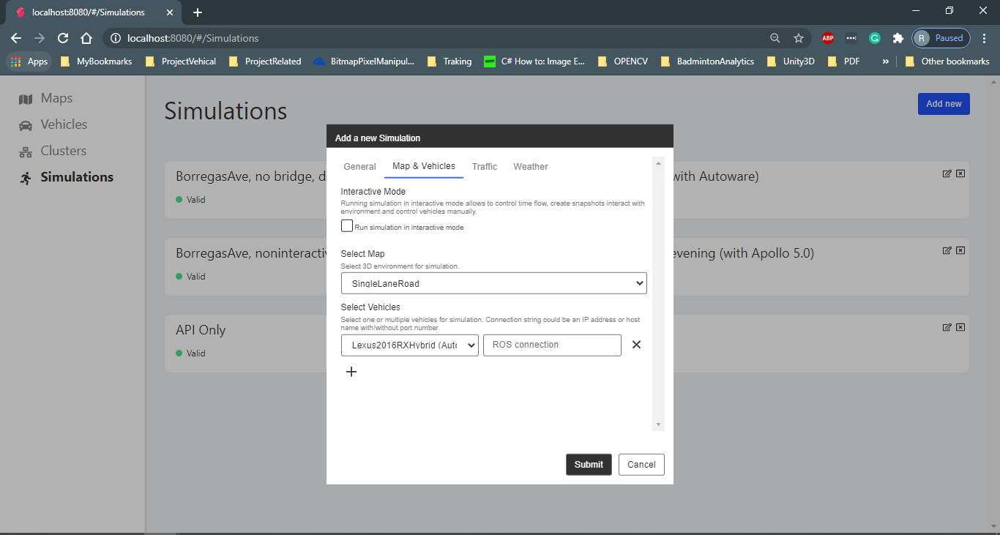 localhost:8080/#/Simulations
localhost:8080/#/Simulations
ABP
R Paused
Apps MyBookmarks ProjectVehical ProjectRelated BitmapPixelManipul... Traking C# How to: Image E... OPENCV BadmintonAnalytics Unity3D PDF » Other bookmarks
Maps
Vehicles
Clusters
Simulations
Simulations
Add new
BorregasAve, no bridge, d
with Autoware)
Valid
BorregasAve, noninteracti
evening (with Apollo 5.0)
Valid
API Only
Valid
Add a new Simulation
General Map & Vehicles Traffic Weather
Interactive Mode
Running simulation in interactive mode allows to control time flow, create snapshots interact with
environment and control vehicles manually.
Run simulation in interactive mode
Select Map
Select 3D environment for simulation.
SingleLaneRoad
Select Vehicles
Select one or multiple vehicles for simulation. Connection string could be an IP address or host
name with/without port number.
Lexus2016RXHybrid (Auto ROS connection
Submit Cancel